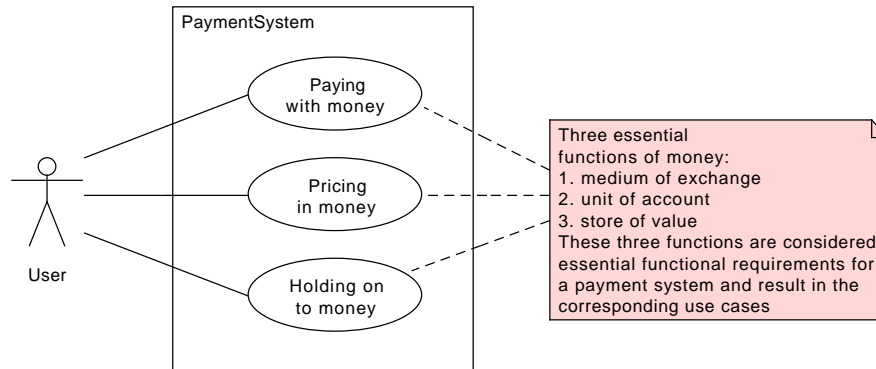 PaymentSystem
Paying
with money
Pricing
in money
Holding on
to money
User
Three essential
functions of money:
1. medium of exchange
2. unit of account
3. store of value
These three functions are considered
essential functional requirements for
a payment system and result in the
corresponding use cases